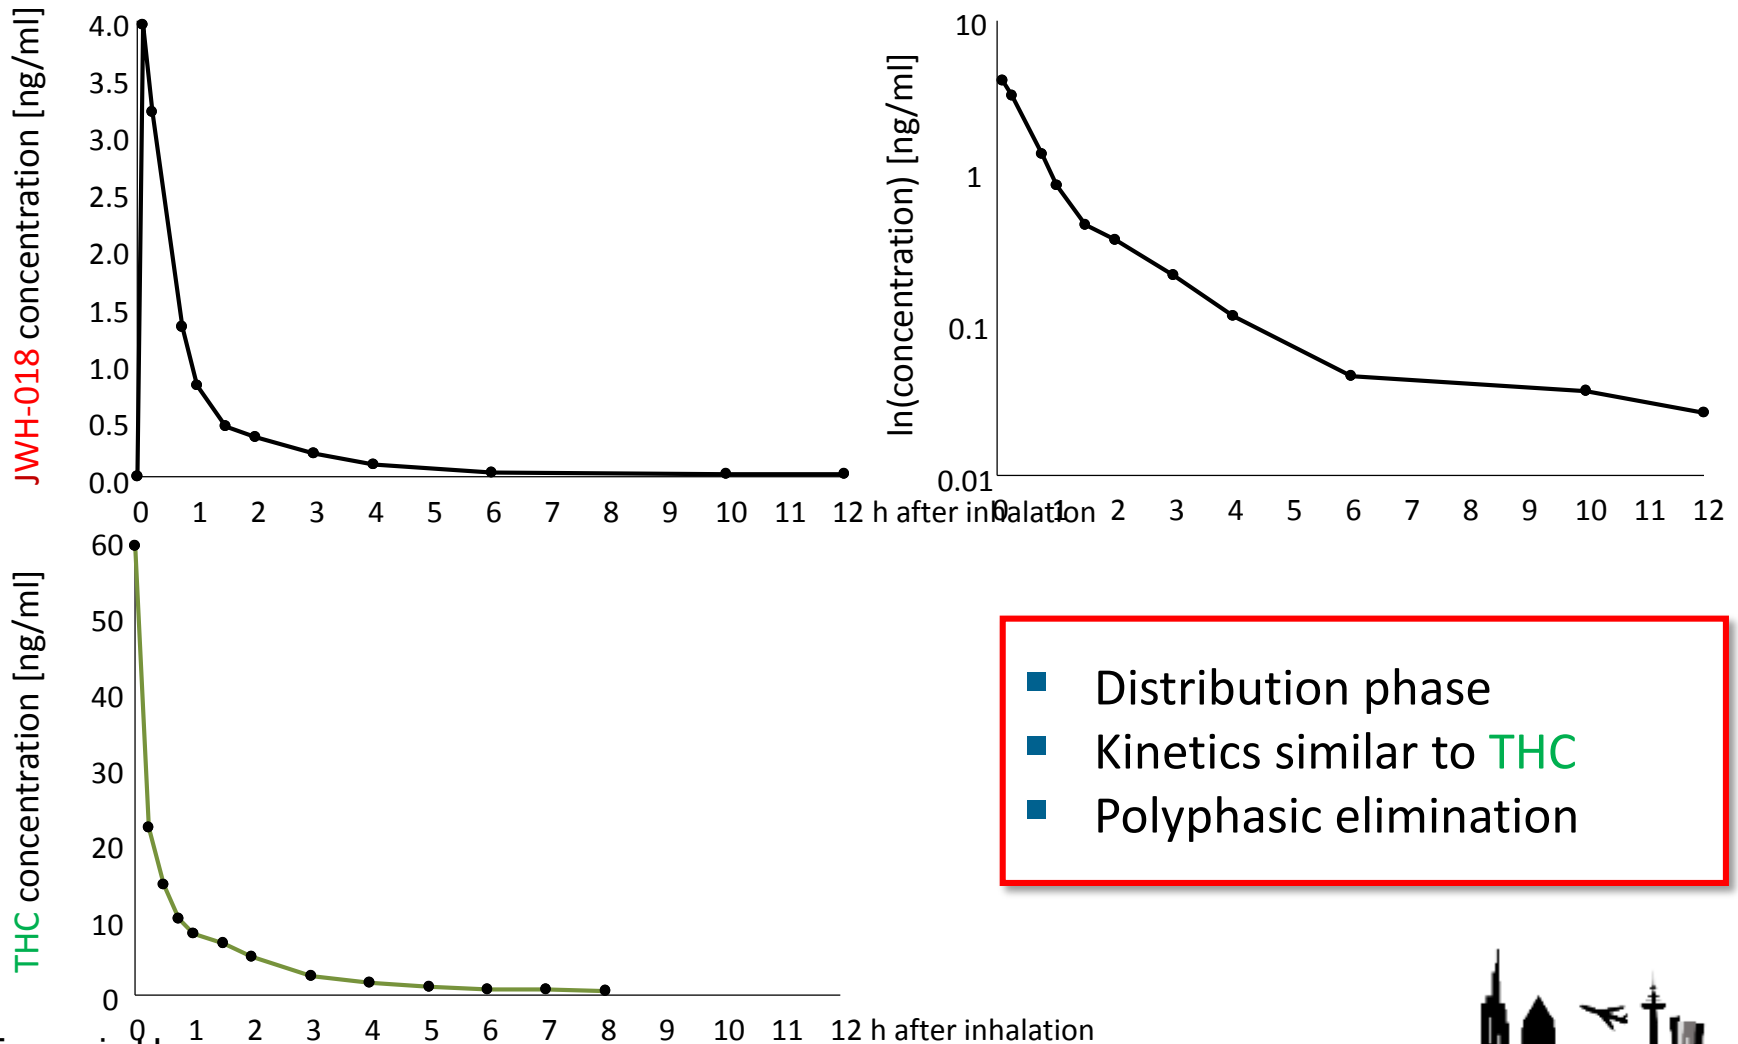 JWH-018 concentration [ng/ml]
4.0
3.5
3.0
2.5
2.0
1.5
1.0
0.5
0.0
0 1 2 3 4 5 6 7 8 9 10 11 12 h after inhalation
ln(concentration) [ng/ml]
10
1
0.1
0.01
0 1 2 3 4 5 6 7 8 9 10 11 12
THC concentration [ng/ml]
60
50
40
30
20
10
0
0 1 2 3 4 5 6 7 8 9 10 11 12 h after inhalation
Distribution phase
Kinetics similar to THC
Polyphasic elimination